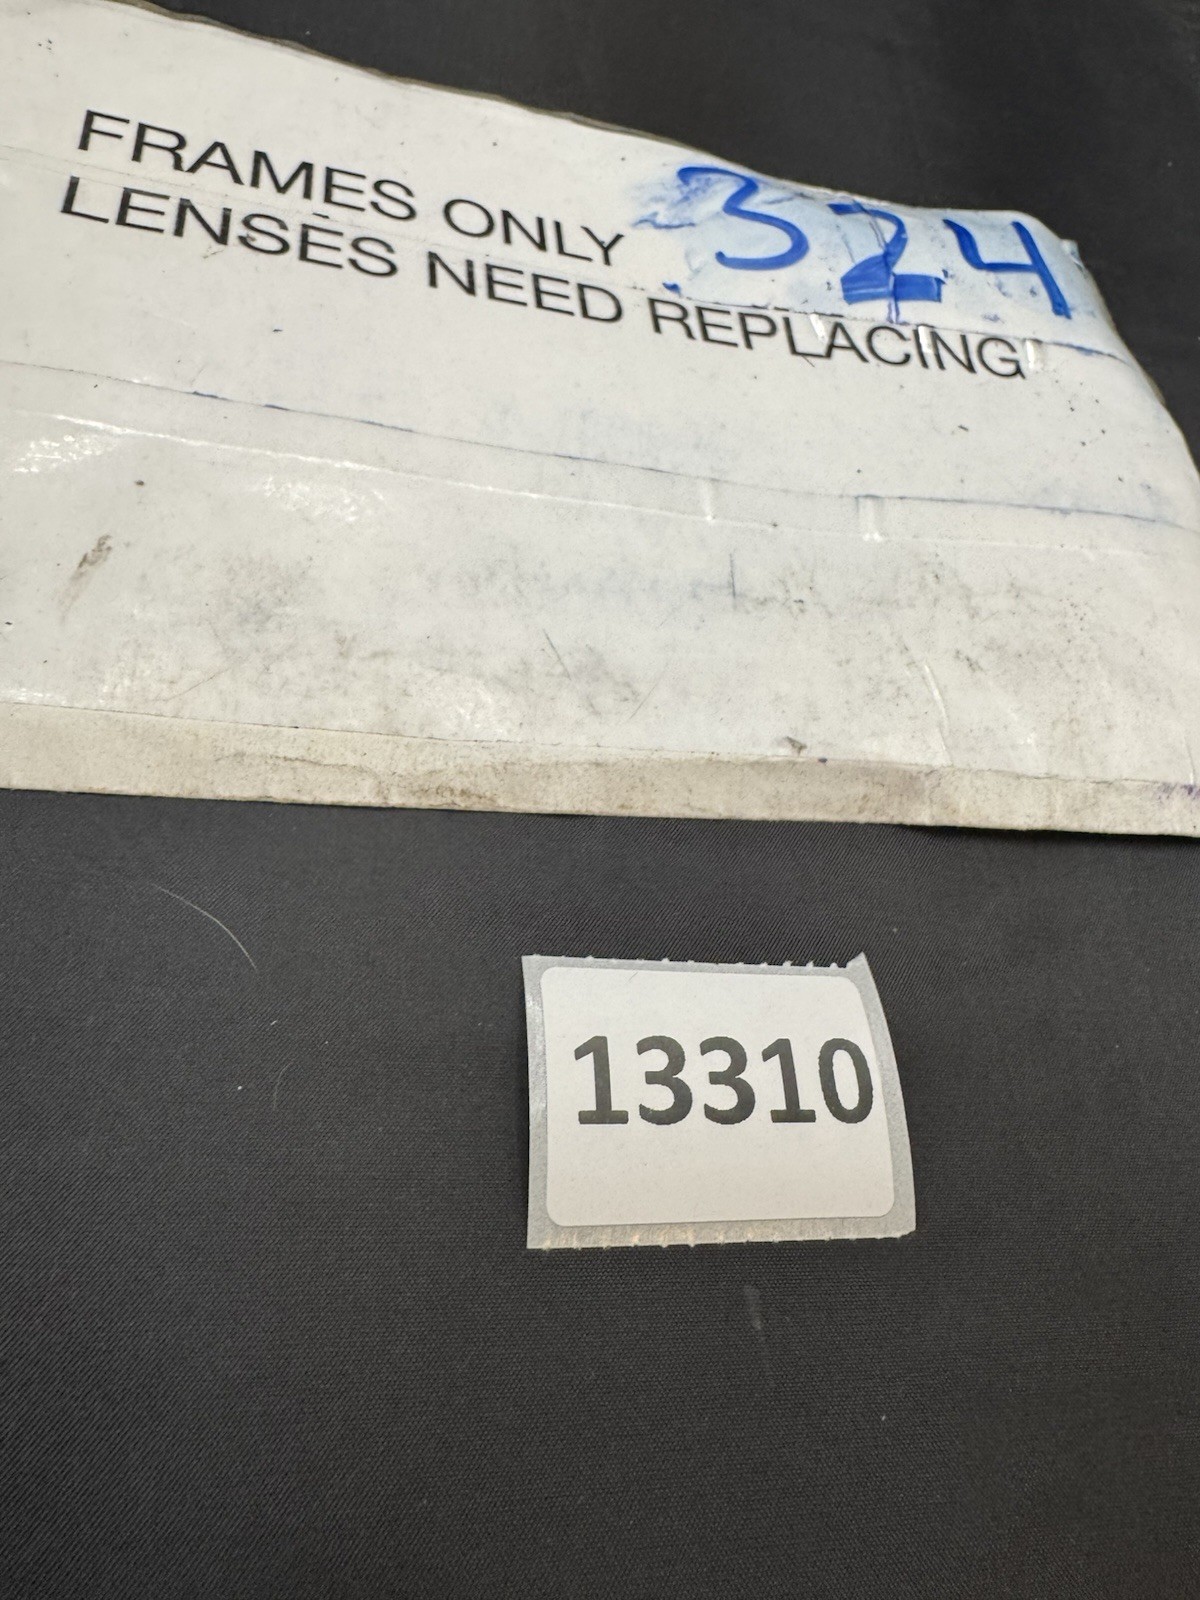 FRAMES ONLY 324
LENSES NEED REPLACING
13310